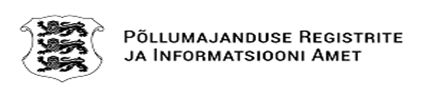 Põllumajanduse Registrite
ja Informatsiooni Amet